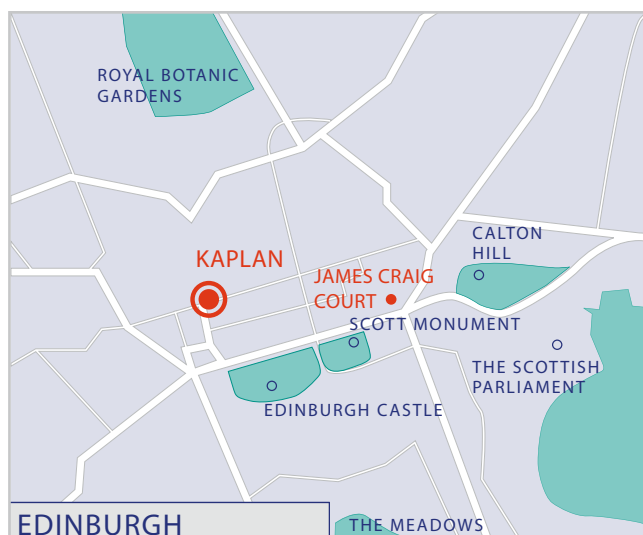 ROYAL BOTANIC
GARDENS
CALTON
HILL
KAPLAN
JAMES CRAIG
COURT
SCOTT MONUMENT
THE SCOTTISH
PARLIAMENT
EDINBURGH CASTLE
EDINBURGH
THE MEADOWS